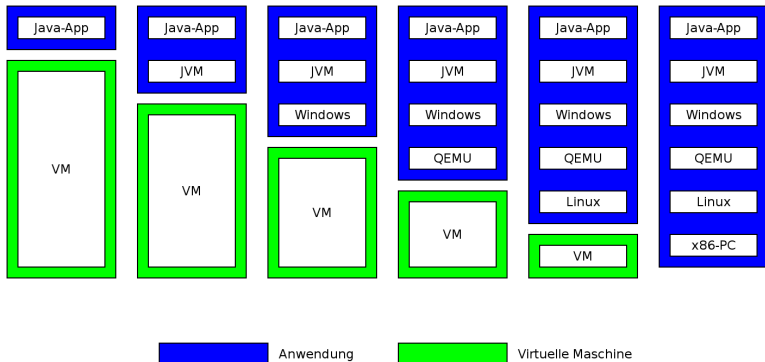 Java-App Java-App Java-App Java-App Java-App Java-App
JVM JVM JVM JVM JVM
Windows Windows Windows Windows
VM QEMU QEMU QEMU
VM Linux Linux
VM x86-PC
VM
VM
Anwendung Virtuelle Maschine